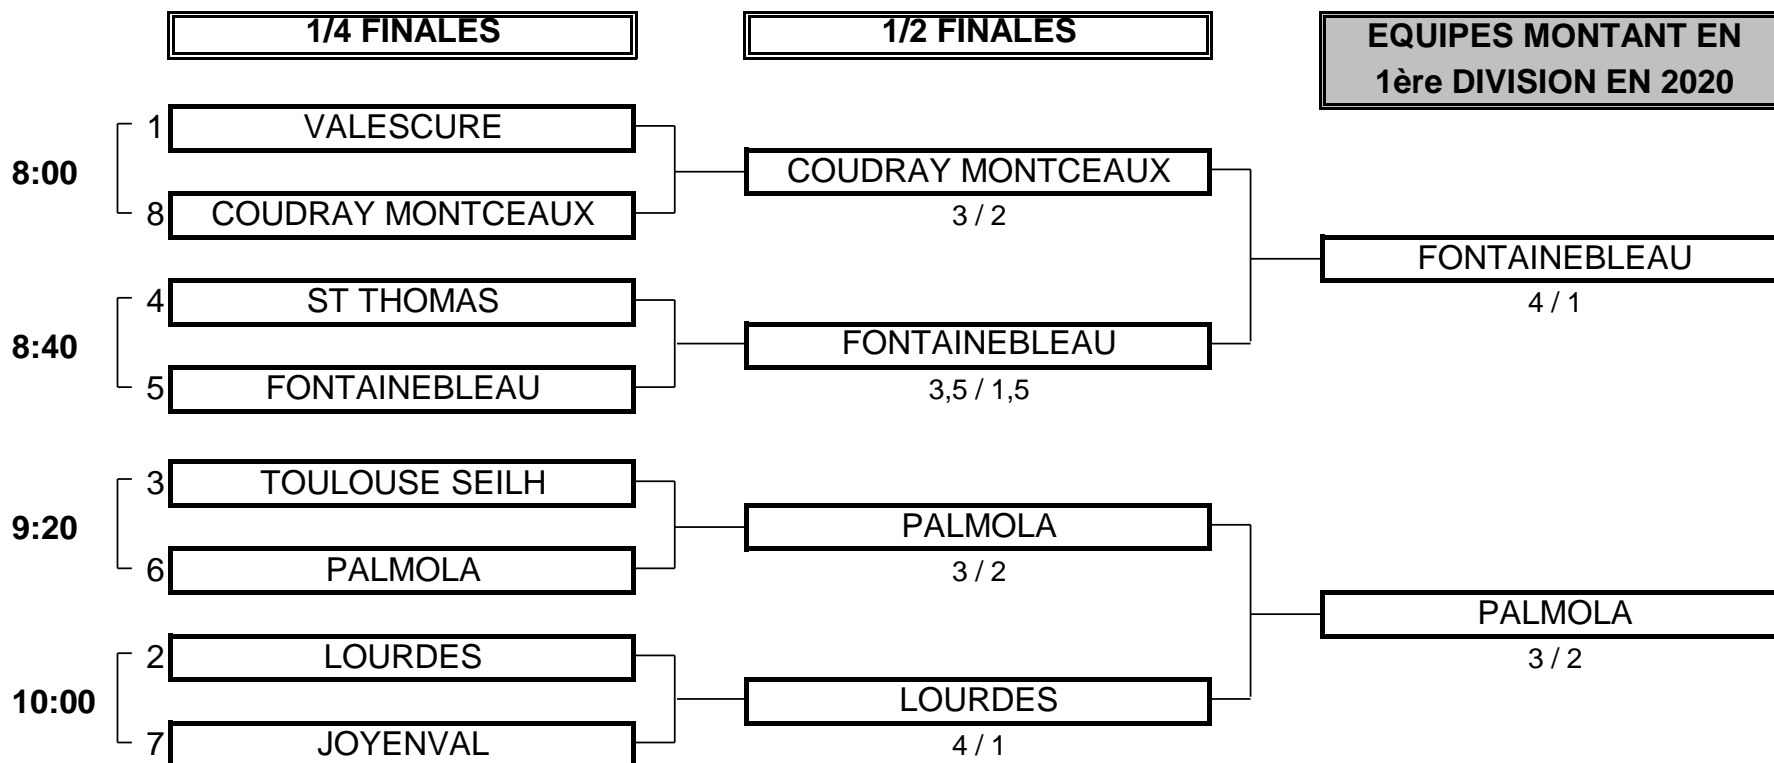 1/4 FINALES
1/2 FINALES
EQUIPES MONTANT EN
1ère DIVISION EN 2020
8:00
1 VALESCURE
8 COUDRAY MONTCEAUX
COUDRAY MONTCEAUX
3 / 2
8:40
4 ST THOMAS
5 FONTAINEBLEAU
FONTAINEBLEAU
3,5 / 1,5
FONTAINEBLEAU
4 / 1
9:20
3 TOULOUSE SEILH
6 PALMOLA
PALMOLA
3 / 2
10:00
2 LOURDES
7 JOYENVAL
LOURDES
4 / 1
PALMOLA
3 / 2